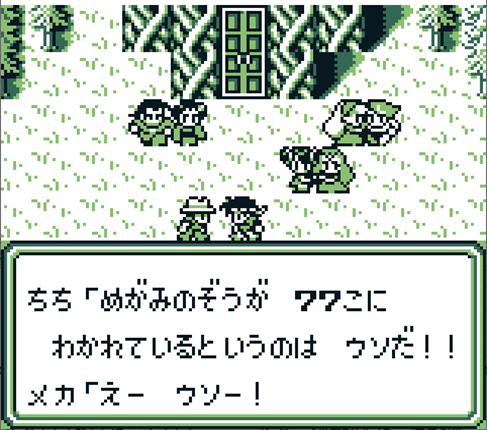 ちち「めがみのぞうが　77こに
わかれているというのは　ウソだ！！
メカ「えー　ウソー！